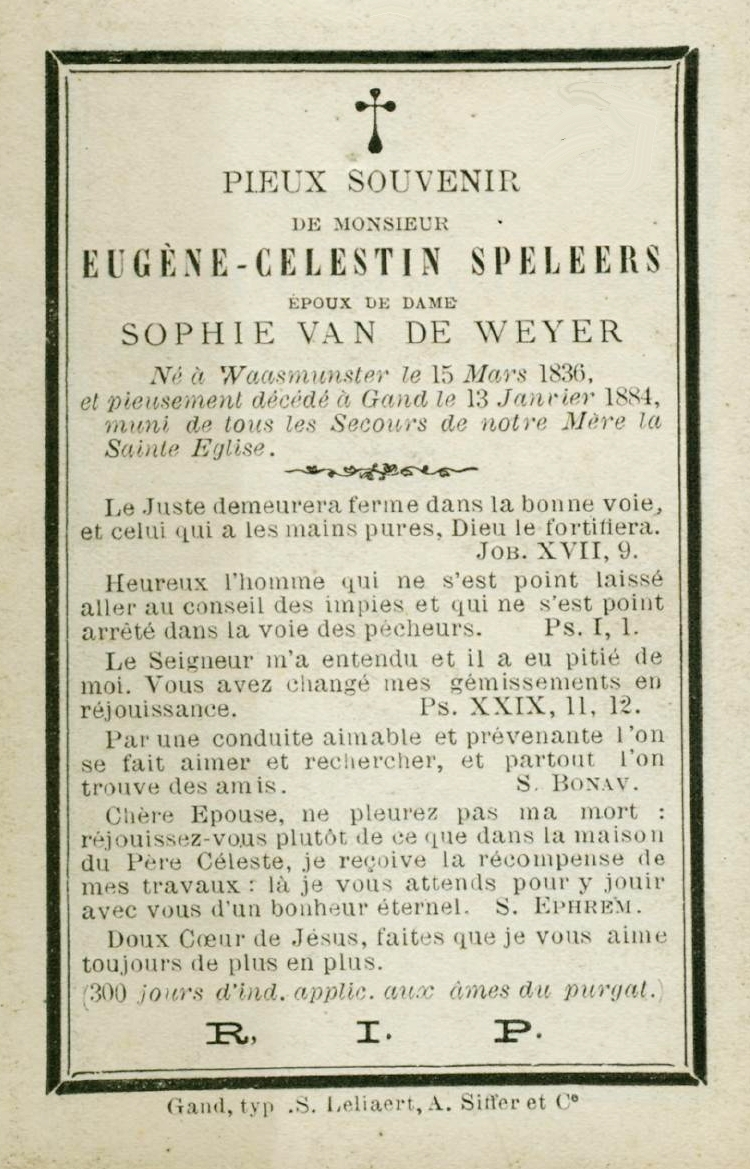 PIEUX SOUVENIR
DE MONSIEUR
EUGÈNE-CELESTIN SPELEERS
ÉPOUX DE DAME
SOPHIE VAN DE WEYER
Né à Waasmunster le 15 Mars 1836,
et pieusement décédé à Gand le 13 Janvier 1884,
muni de tous les Secours de notre Mère la
Sainte Eglise.
Le Juste demeurera ferme dans la bonne voie,
et celui qui a les mains pures, Dieu le fortifiera.
JOB. XVII, 9.
Heureux l'homme qui ne s'est point laissé
aller au conseil des impies et qui ne s'est point
arrêté dans la voie des pécheurs. Ps. I, 1.
Le Seigneur m'a entendu et il a eu pitié de
moi. Vous avez changé mes gémissements en
réjouissance. Ps. XXIX, 11, 12.
Par une conduite aimable et prévenante l'on
se fait aimer et rechercher, et partout l'on
trouve des amis. S. BONAV.
Chère Epouse, ne pleurez pas ma mort :
réjouissez-vous plutôt de ce que dans la maison
du Père Céleste, je reçoive la récompense de
mes travaux : là je vous attends pour y jouir
avec vous d'un bonheur éternel. S. EPHREM.
Doux Cœur de Jésus, faites que je vous aime
toujours de plus en plus.
(300 jours d'ind. applic. aux âmes du purgat.)
R. I. P.
Gand, typ .S. Leliaert, A. Siffer et Cº